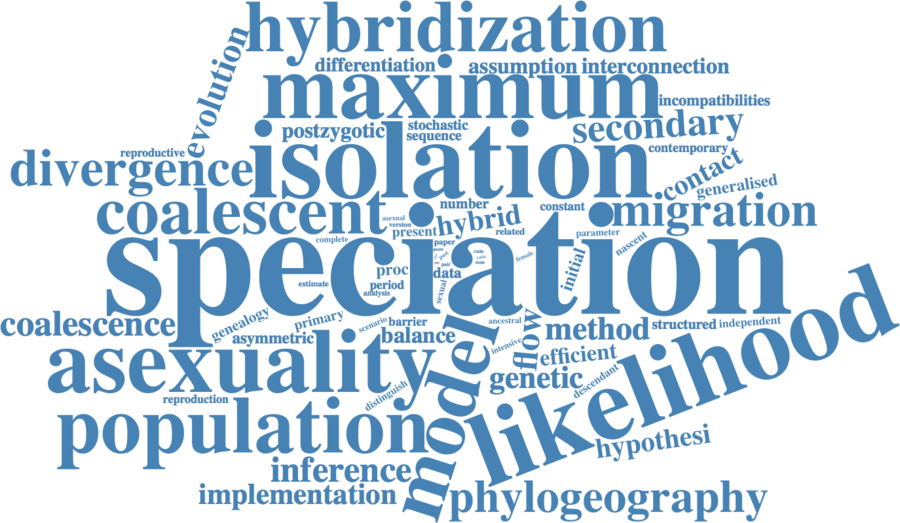 hybridization
evolution
differentiation
assumption
interconnection
maximum
incompatibilities
postzygotic
stochastic
sequence
secondary
isolation
contemporary
reproductive
divergence
contact
generalised
number
constant
coalescent
asexual
version
hybrid
migration
present
related
parameter
complete
paper
nascent
speciation
female
proc
data
initial
estimate
period
analysis
sexual
coalescence
genealogy
primary
scenario
barrier
ancestral
asymmetric
balance
model
flow
method
structured
independent
intensive
efficient
asexuality
genetic
descendant
likelihood
reproduction
distinguish
population
hypothesi
inference
implementation
phylogeography